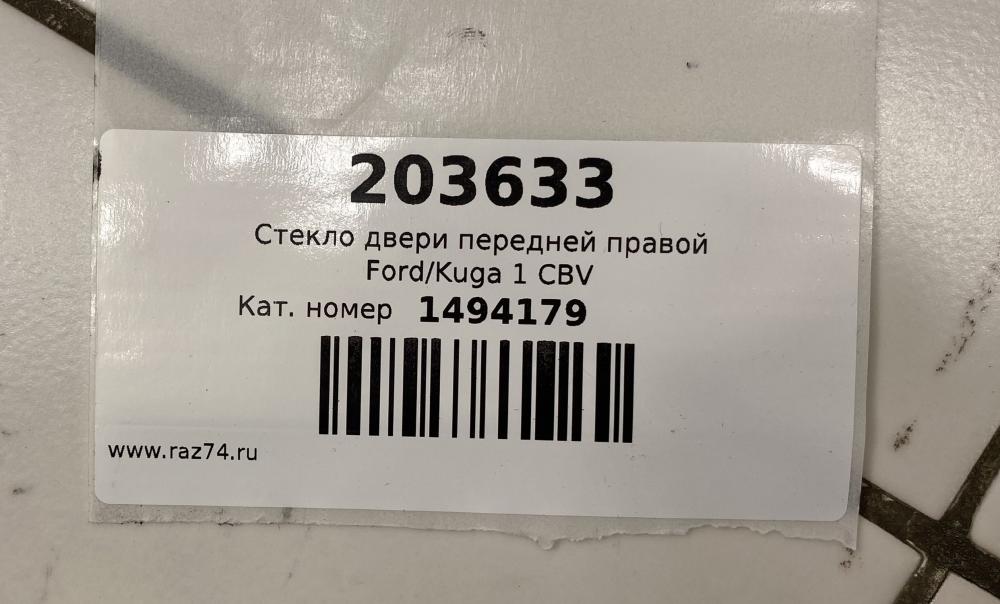 203633
Стекло двери передней правой
Ford/Kuga 1 CBV
Кат. номер 1494179
www.raz74.ru